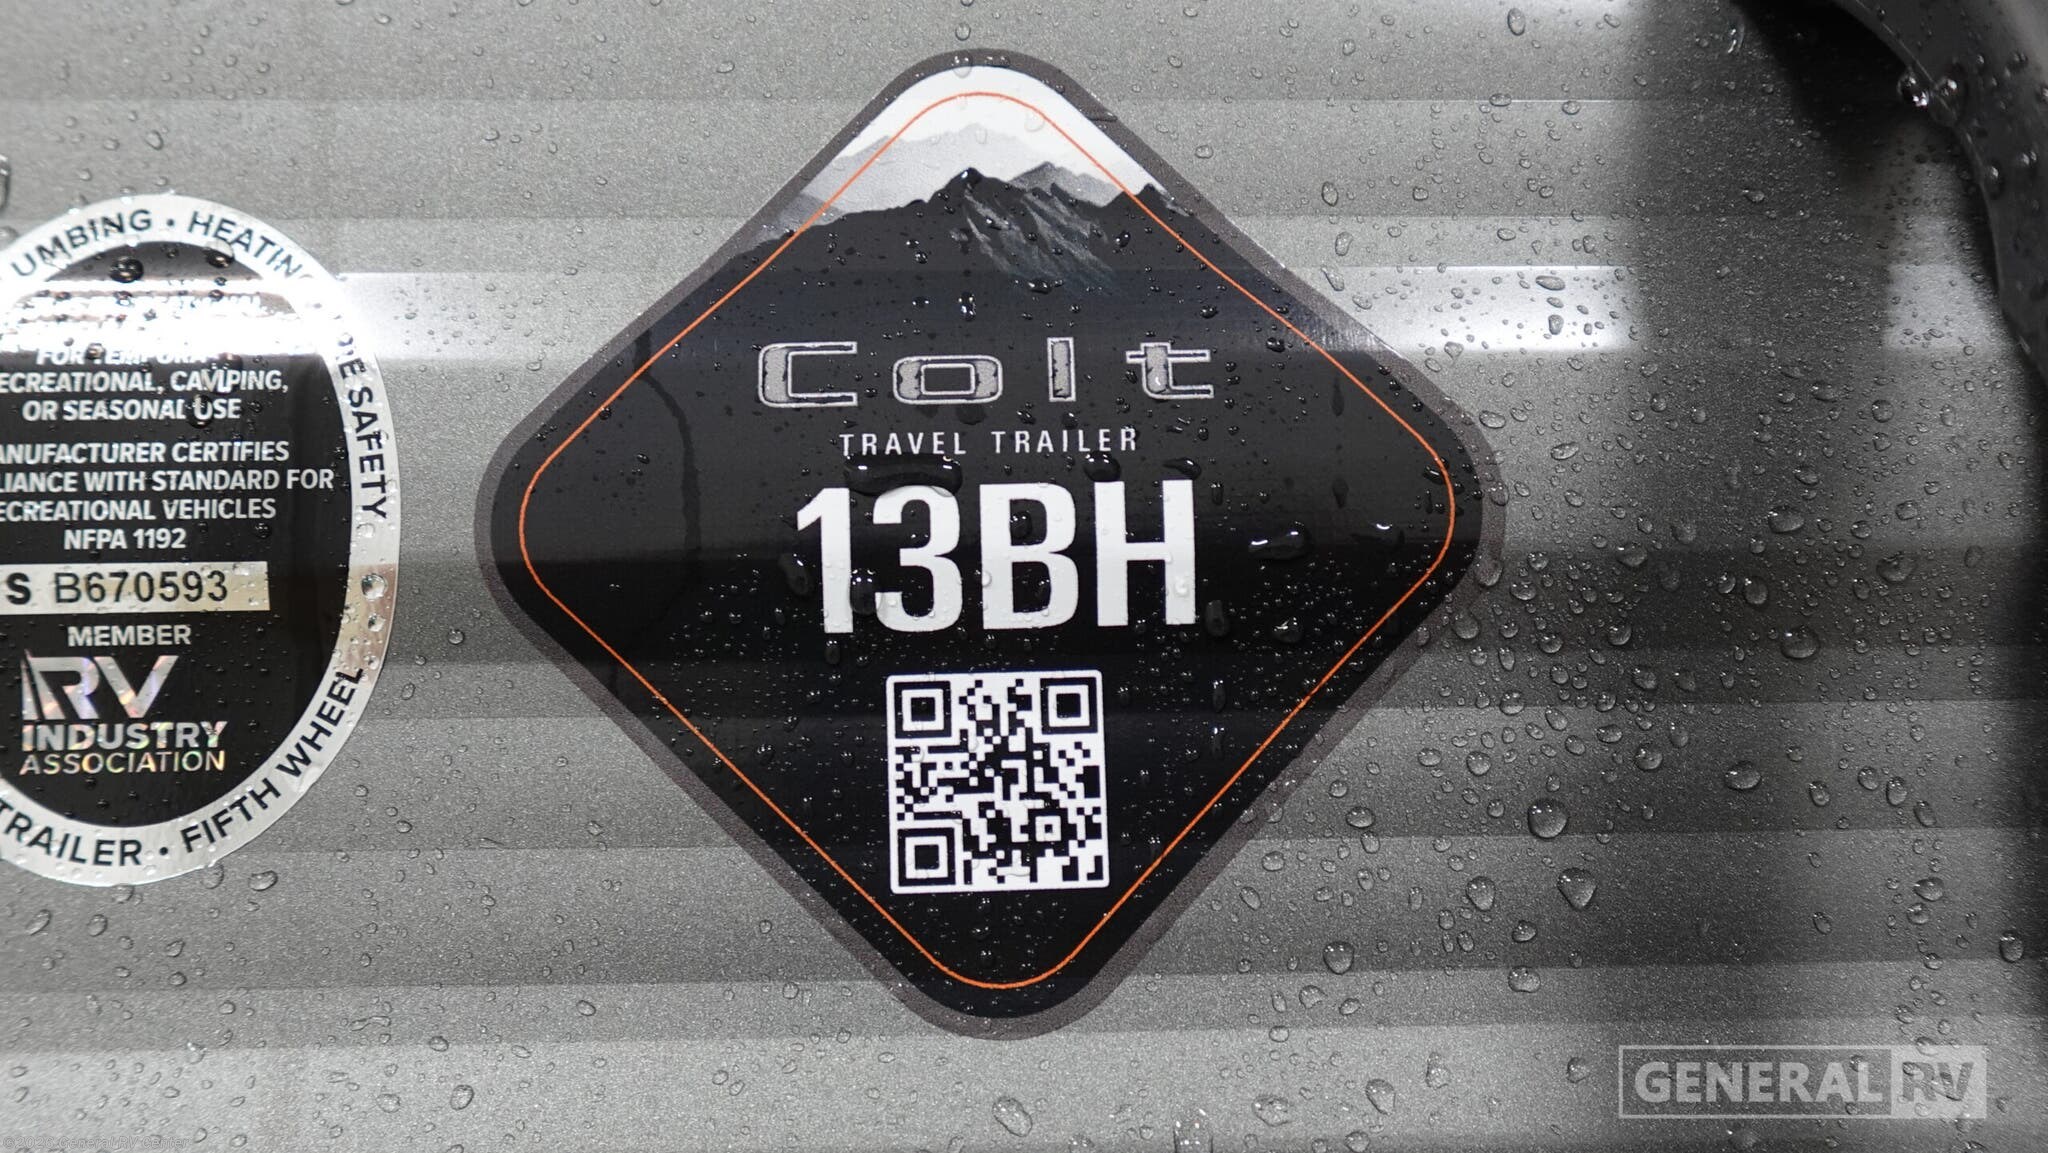 UMBING • HEATIN
RE SAFETY
FOR TEMPORA
ECREATIONAL, CAMPING,
OR SEASONAL USE
ANUFACTURER CERTIFIES
LIANCE WITH STANDARD FOR
ECREATIONAL VEHICLES
NFPA 1192
S B670593
MEMBER
RV
INDUSTRY
ASSOCIATION
TRAILER • FIFTH WHEEL
Colt
TRAVEL TRAILER
13BH
GENERAL RV